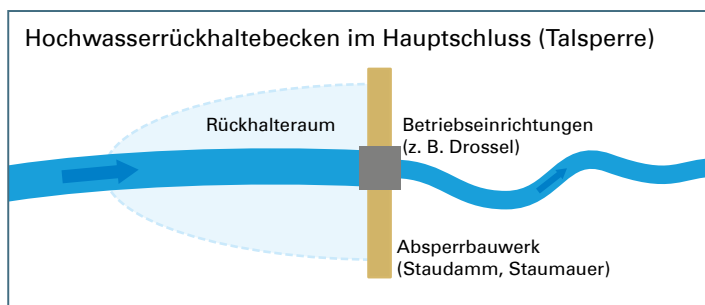 Hochwasserrückhaltebecken im Hauptschluss (Talsperre)
Rückhalteraum
Betriebseinrichtungen
(z. B. Drossel)
Absperrbauwerk
(Staudamm, Staumauer)